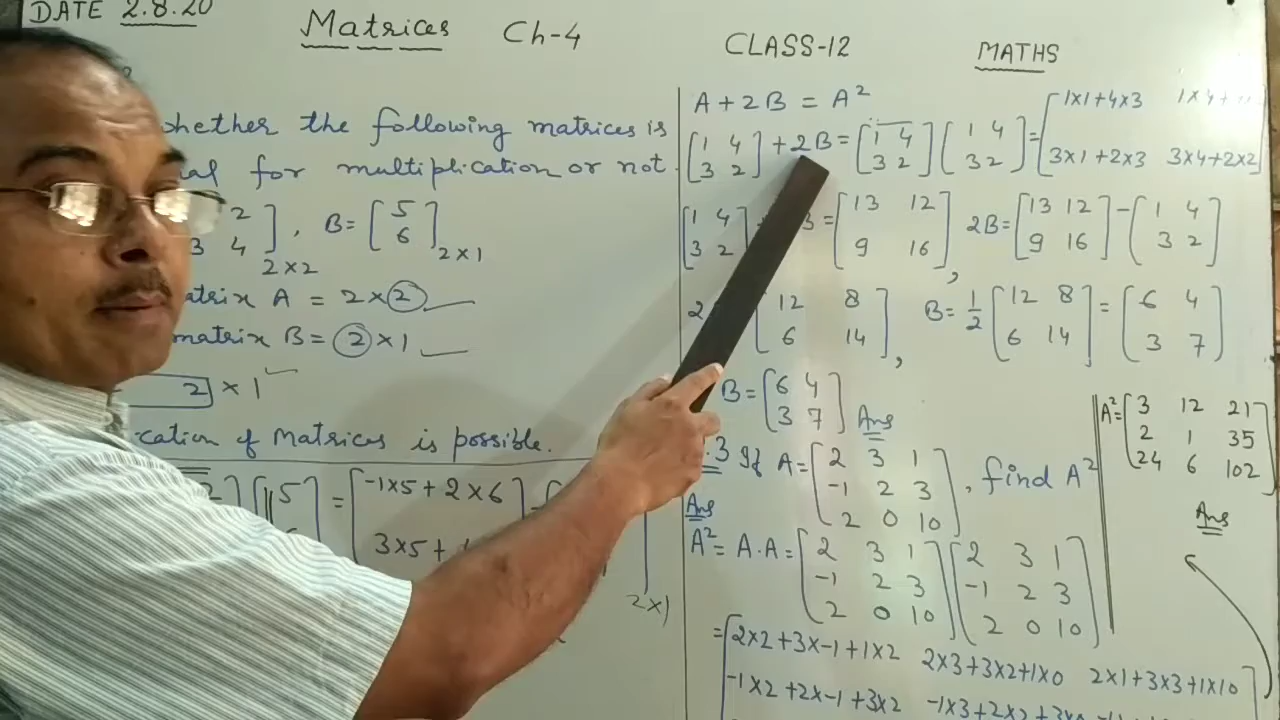 DATE 2.8.20
Matrices Ch-4 CLASS-12 MATHS
whether the following matrices is
for multiplication or not.
2
3 4 ] 2×2 , B = [ 5
6 ] 2×1
matrix A = 2×2
matrix B = 2×1
2 × 1
cation of Matrices is possible.
5 ] = [ -1×5 + 2×6
3×5 +
2×1
A + 2B = A²
[ 1 4
3 2 ] + 2B = [ 1 4
3 2 ] [ 1 4
3 2 ] = [ 1×1+4×3 1×4+
3×1+2×3 3×4+2×2 ]
[ 1 4
3 2 ] = [ 13 12
9 16 ] , 2B = [ 13 12
9 16 ] - [ 1 4
3 2 ]
2 [ 12 8
6 14 ] , B = 1/2 [ 12 8
6 14 ] = [ 6 4
3 7 ]
B = [ 6 4
3 7 ] Ans
.3 If A = [ 2 3 1
-1 2 3
2 0 10 ] , find A²
Ans
A² = A.A = [ 2 3 1
-1 2 3
2 0 10 ] [ 2 3 1
-1 2 3
2 0 10 ]
= [ 2×2+3×-1+1×2 2×3+3×2+1×0 2×1+3×3+1×10
-1×2+2×-1+3×2 -1×3+2×2+3×0 -1
A² = [ 3 12 21
2 1 35
24 6 102 ]
Ans